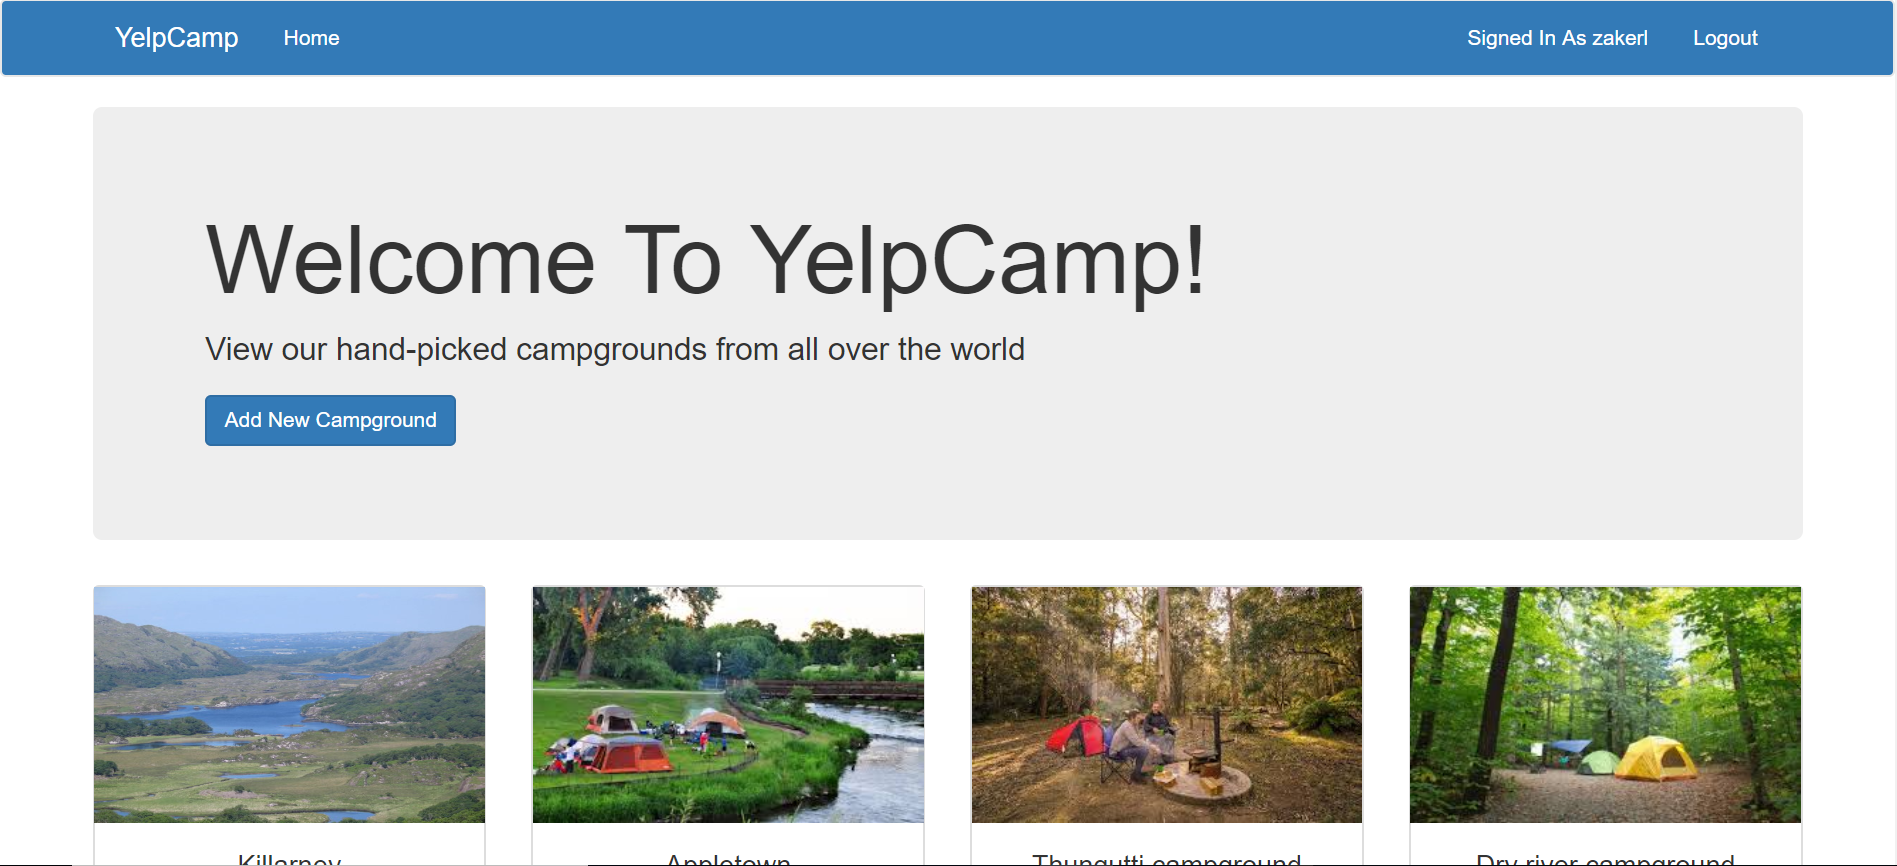 YelpCamp Home Signed In As zakerl Logout
Welcome To YelpCamp!
View our hand-picked campgrounds from all over the world
Add New Campground
Killarney Appletown Thungutti campground Dry river campground